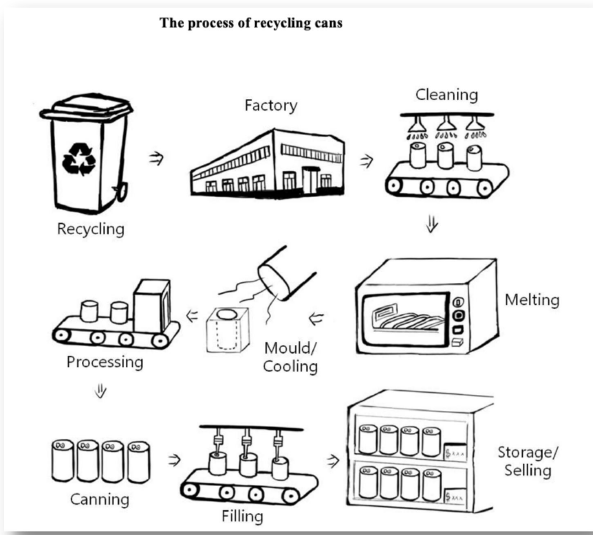 The process of recycling cans
Recycling
Factory
Cleaning
Melting
Mould/
Cooling
Processing
Canning
Filling
Storage/
Selling